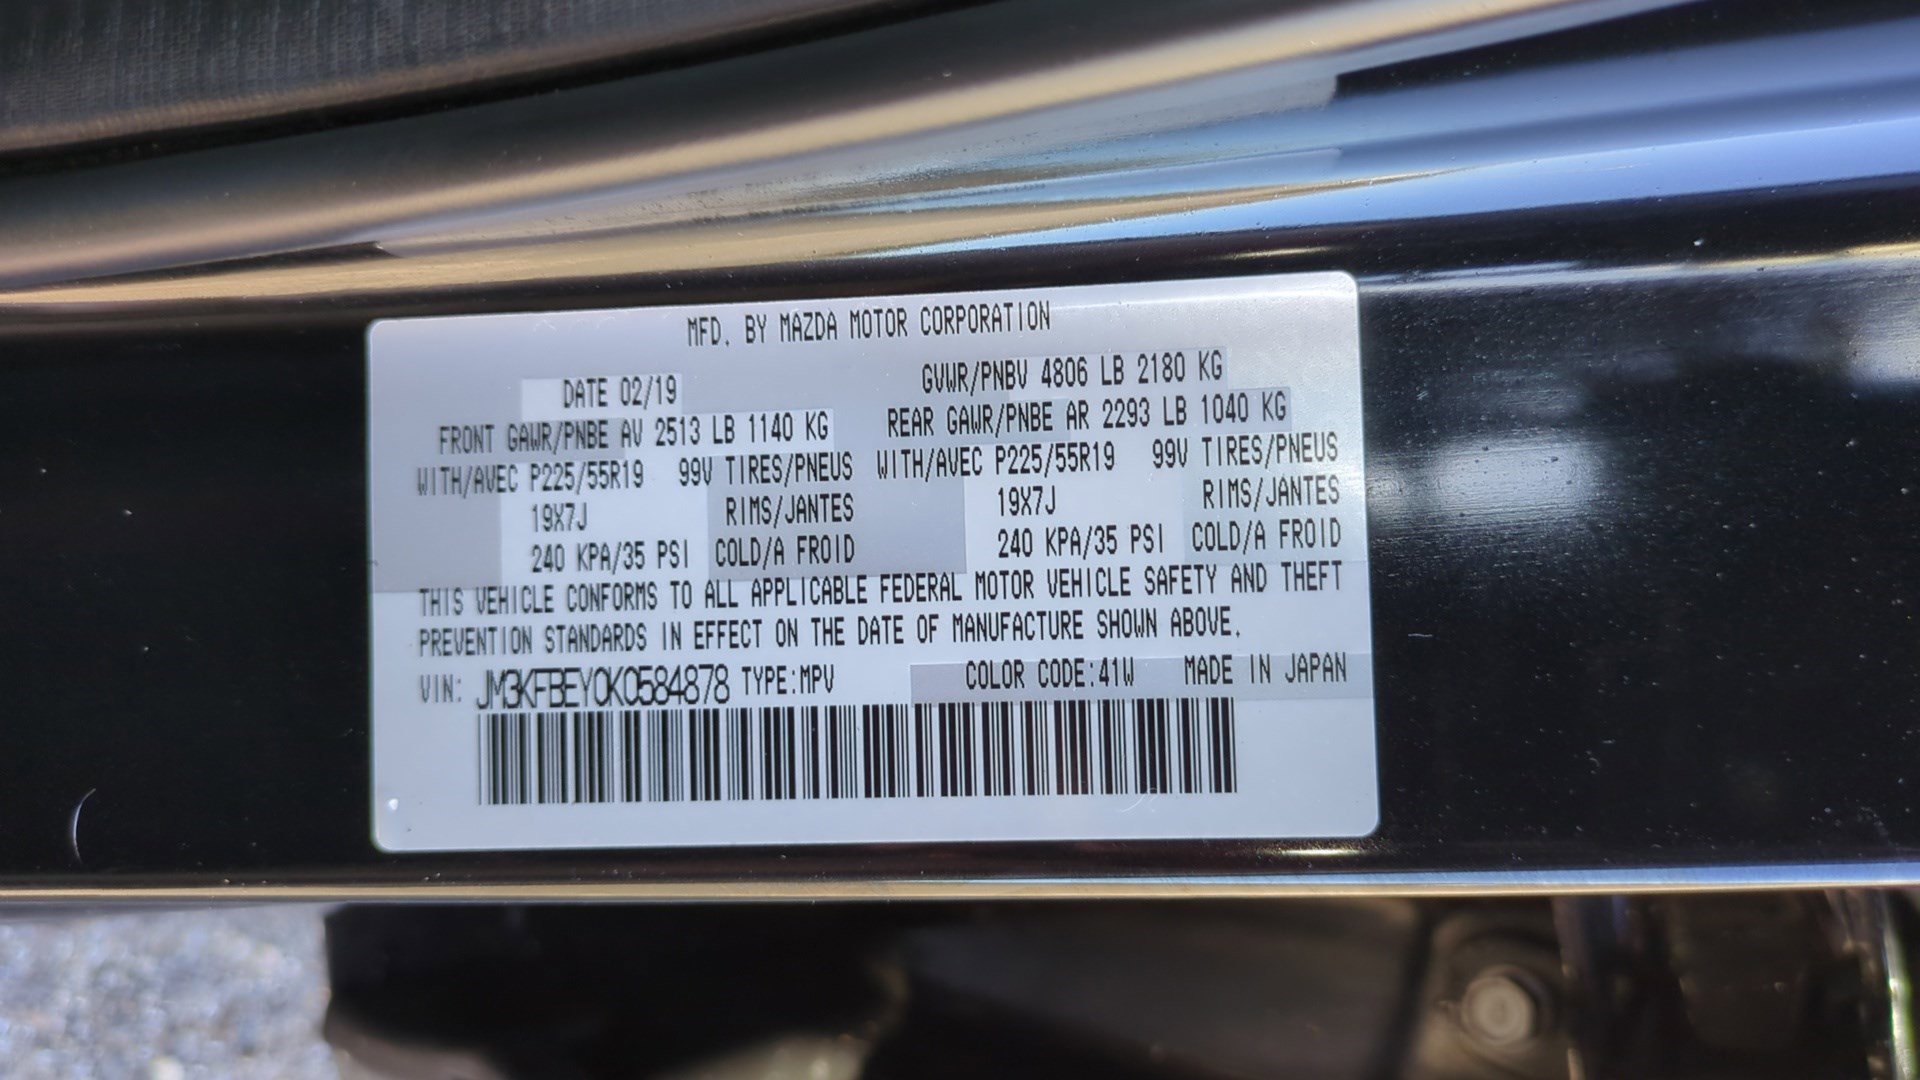 MFD. BY MAZDA MOTOR CORPORATION
DATE 02/19 GVWR/PNBV 4806 LB 2180 KG
FRONT GAWR/PNBE AV 2513 LB 1140 KG REAR GAWR/PNBE AR 2293 LB 1040 KG
WITH/AVEC P225/55R19 99V TIRES/PNEUS WITH/AVEC P225/55R19 99V TIRES/PNEUS
19X7J RIMS/JANTES 19X7J RIMS/JANTES
240 KPA/35 PSI COLD/A FROID 240 KPA/35 PSI COLD/A FROID
THIS VEHICLE CONFORMS TO ALL APPLICABLE FEDERAL MOTOR VEHICLE SAFETY AND THEFT
PREVENTION STANDARDS IN EFFECT ON THE DATE OF MANUFACTURE SHOWN ABOVE.
VIN: JM3KFBEY0K0584878 TYPE:MPV COLOR CODE:41W MADE IN JAPAN